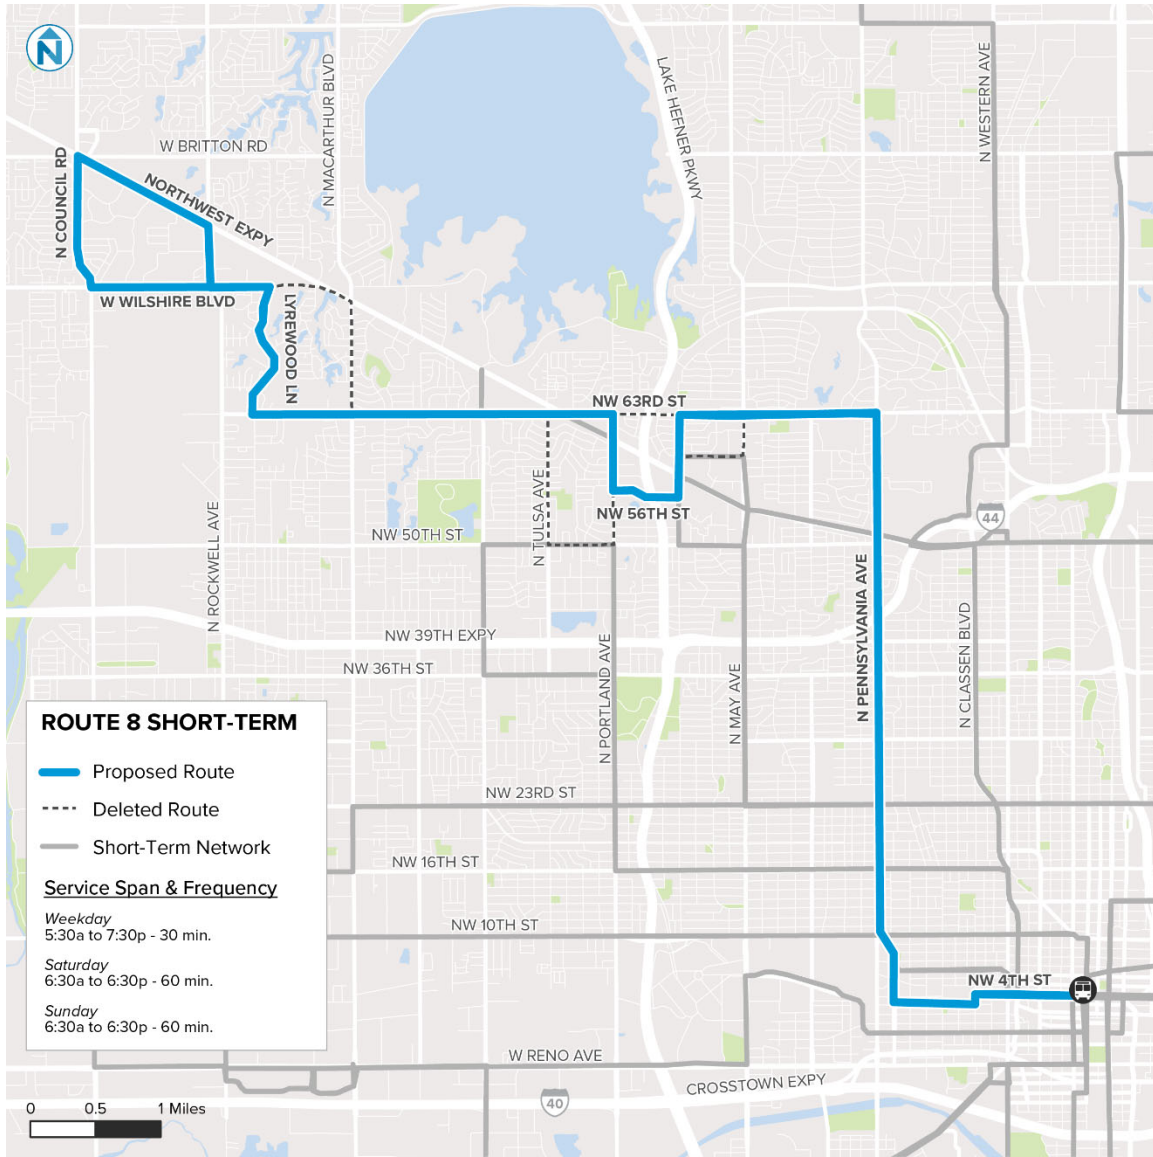 N
N MACARTHUR BLVD
LAKE HEFNER PKWY
N WESTERN AVE
W BRITTON RD
N COUNCIL RD
NORTHWEST EXPY
W WILSHIRE BLVD
LYREWOOD LN
NW 63RD ST
N TULSA AVE
NW 56TH ST
44
N ROCKWELL AVE
NW 50TH ST
N PENNSYLVANIA AVE
NW 39TH EXPY
N PORTLAND AVE
N MAY AVE
N CLASSEN BLVD
NW 36TH ST
ROUTE 8 SHORT-TERM
Proposed Route
Deleted Route
Short-Term Network
Service Span & Frequency
Weekday
5:30a to 7:30p - 30 min.
Saturday
6:30a to 6:30p - 60 min.
Sunday
6:30a to 6:30p - 60 min.
NW 23RD ST
NW 16TH ST
NW 10TH ST
NW 4TH ST
W RENO AVE
CROSSTOWN EXPY
40
0 0.5 1 Miles